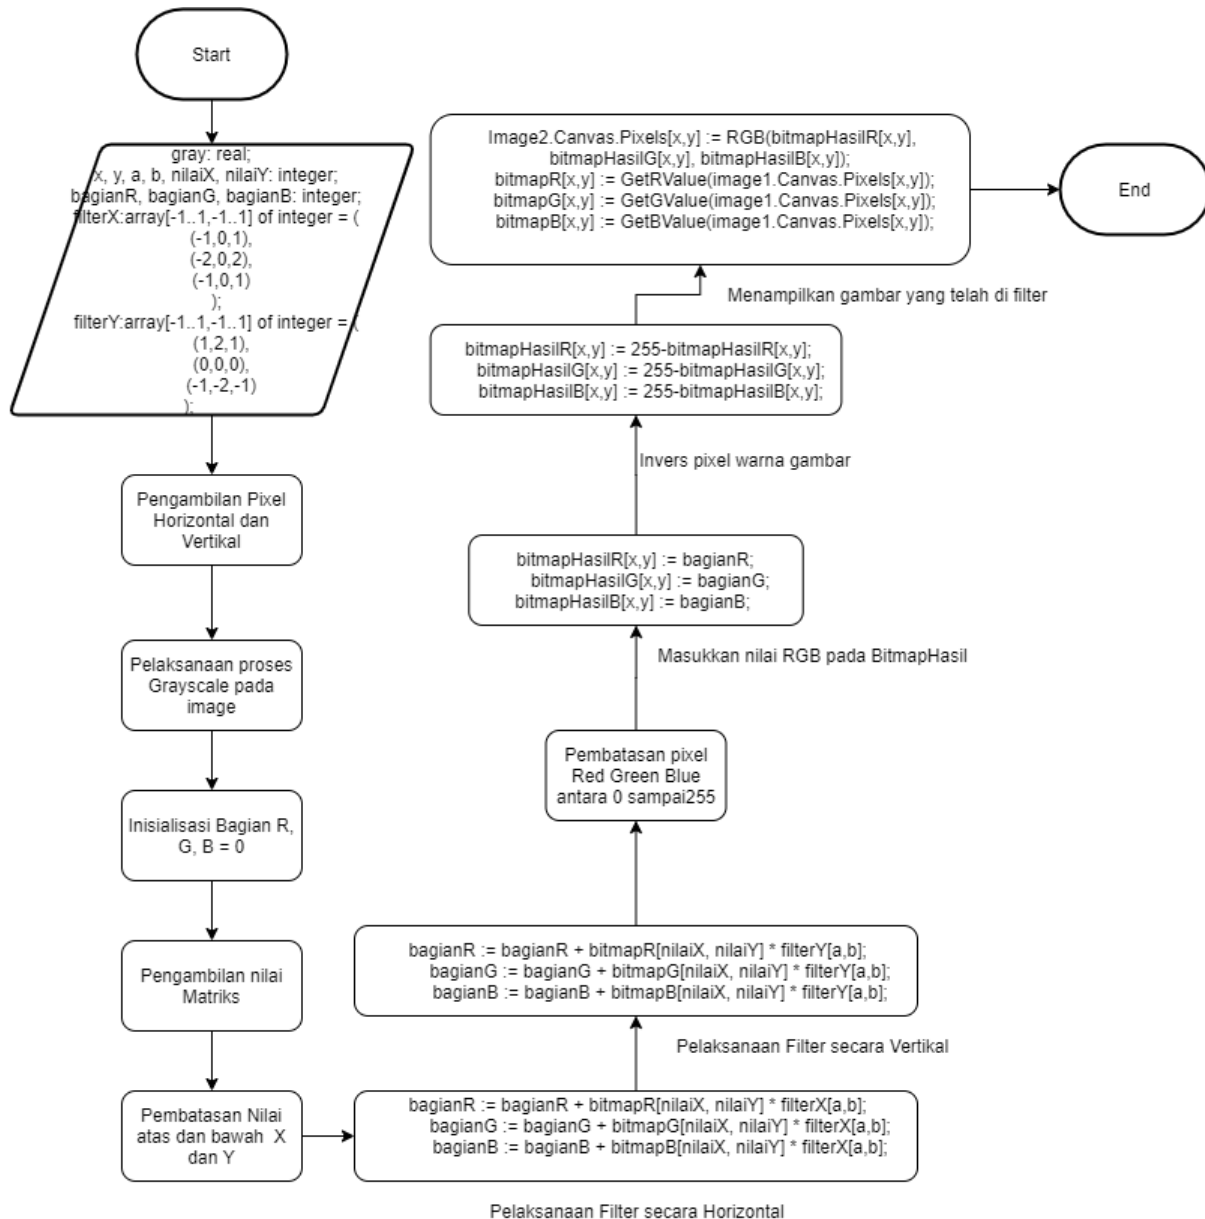 Start
gray: real;
x, y, a, b, nilaiX, nilaiY: integer;
bagianR, bagianG, bagianB: integer;
filterX:array[-1..1,-1..1] of integer = (
(-1,0,1),
(-2,0,2),
(-1,0,1)
);
filterY:array[-1..1,-1..1] of integer = (
(1,2,1),
(0,0,0),
(-1,-2,-1)
);
Pengambilan Pixel
Horizontal dan
Vertikal
Pelaksanaan proses
Grayscale pada
image
Inisialisasi Bagian R,
G, B = 0
Pengambilan nilai
Matriks
Pembatasan Nilai
atas dan bawah X
dan Y
bagianR := bagianR + bitmapR[nilaiX, nilaiY] * filterX[a,b];
bagianG := bagianG + bitmapG[nilaiX, nilaiY] * filterX[a,b];
bagianB := bagianB + bitmapB[nilaiX, nilaiY] * filterX[a,b];
Pelaksanaan Filter secara Horizontal
bagianR := bagianR + bitmapR[nilaiX, nilaiY] * filterY[a,b];
bagianG := bagianG + bitmapG[nilaiX, nilaiY] * filterY[a,b];
bagianB := bagianB + bitmapB[nilaiX, nilaiY] * filterY[a,b];
Pelaksanaan Filter secara Vertikal
Pembatasan pixel
Red Green Blue
antara 0 sampai255
bitmapHasilR[x,y] := bagianR;
bitmapHasilG[x,y] := bagianG;
bitmapHasilB[x,y] := bagianB;
Masukkan nilai RGB pada BitmapHasil
bitmapHasilR[x,y] := 255-bitmapHasilR[x,y];
bitmapHasilG[x,y] := 255-bitmapHasilG[x,y];
bitmapHasilB[x,y] := 255-bitmapHasilB[x,y];
Invers pixel warna gambar
Image2.Canvas.Pixels[x,y] := RGB(bitmapHasilR[x,y],
bitmapHasilG[x,y], bitmapHasilB[x,y]);
bitmapR[x,y] := GetRValue(image1.Canvas.Pixels[x,y]);
bitmapG[x,y] := GetGValue(image1.Canvas.Pixels[x,y]);
bitmapB[x,y] := GetBValue(image1.Canvas.Pixels[x,y]);
Menampilkan gambar yang telah di filter
End